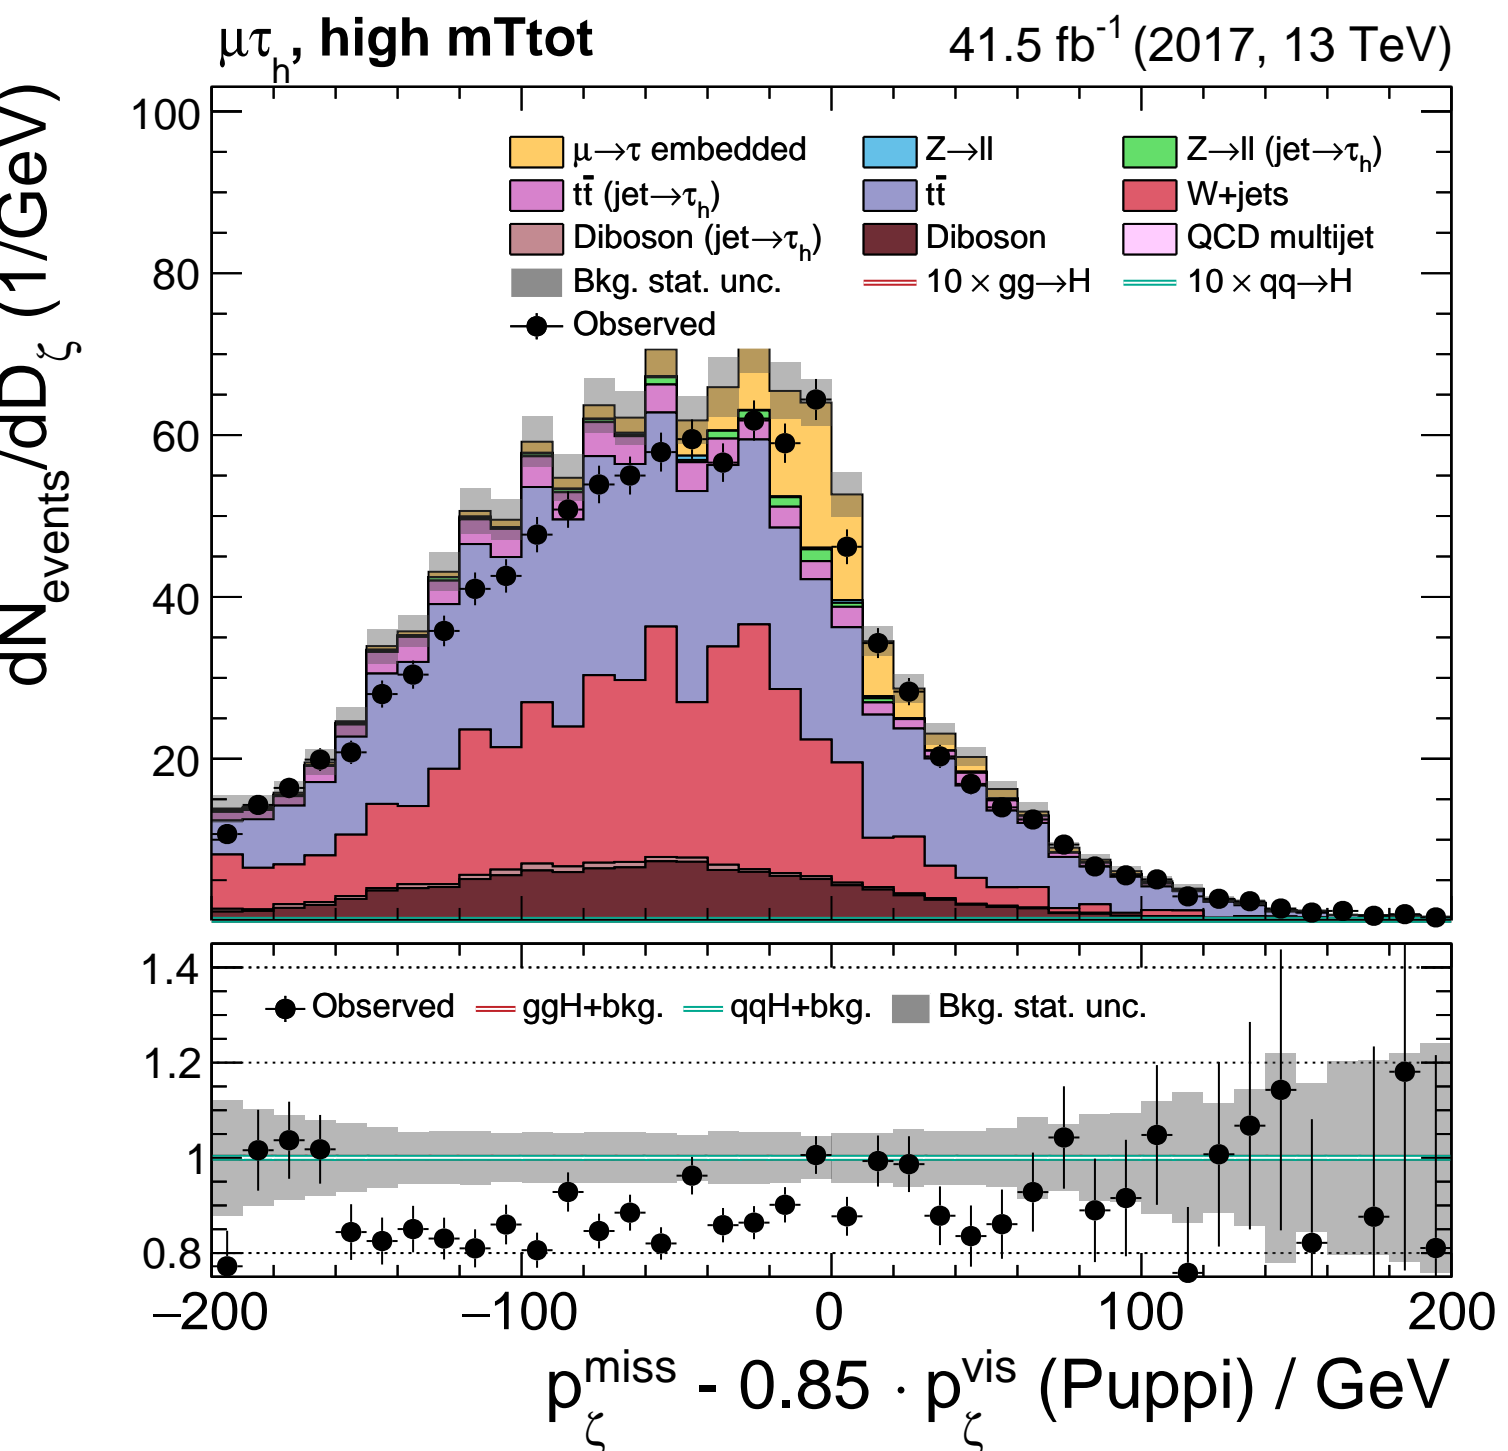 μτh, high mTtot
41.5 fb-1 (2017, 13 TeV)
dNevents/dDζ (1/GeV)
100
80
60
40
20
μ→τ embedded
Z→ll
Z→ll (jet→τh)
tt̄ (jet→τh)
tt̄
W+jets
Diboson (jet→τh)
Diboson
QCD multijet
Bkg. stat. unc.
10 × gg→H
10 × qq→H
Observed
1.4
1.2
1
0.8
Observed
ggH+bkg.
qqH+bkg.
Bkg. stat. unc.
−200
−100
0
100
200
pζmiss - 0.85 · pζvis (Puppi) / GeV